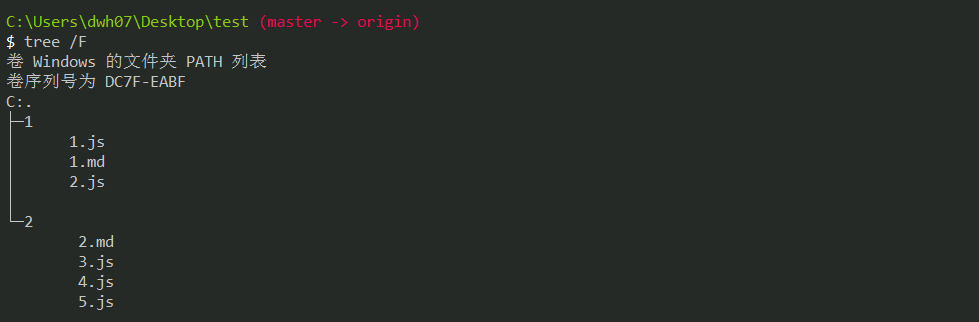 C:\Users\dwh07\Desktop\test (master -> origin)
$ tree /F
卷 Windows 的文件夹 PATH 列表
卷序列号为 DC7F-EABF
C:.
├─1
│      1.js
│      1.md
│      2.js
│
└─2
        2.md
        3.js
        4.js
        5.js